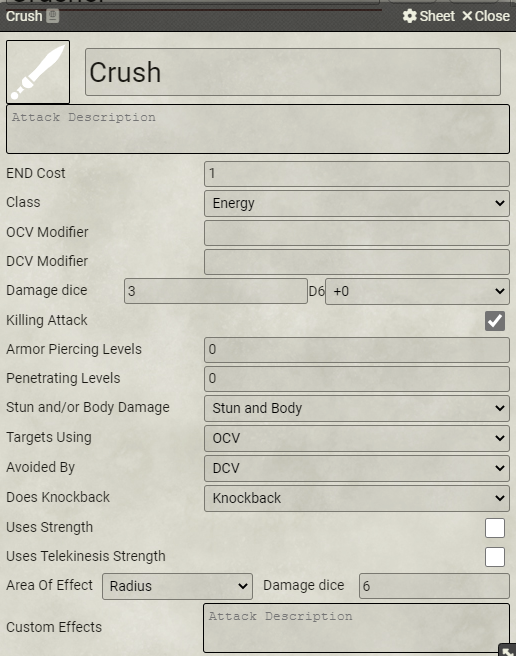 Crush Sheet Close
Crush
Attack Description
END Cost 1
Class Energy
OCV Modifier
DCV Modifier
Damage dice 3 D6 +0
Killing Attack
Armor Piercing Levels 0
Penetrating Levels 0
Stun and/or Body Damage Stun and Body
Targets Using OCV
Avoided By DCV
Does Knockback Knockback
Uses Strength
Uses Telekinesis Strength
Area Of Effect Radius Damage dice 6
Attack Description
Custom Effects